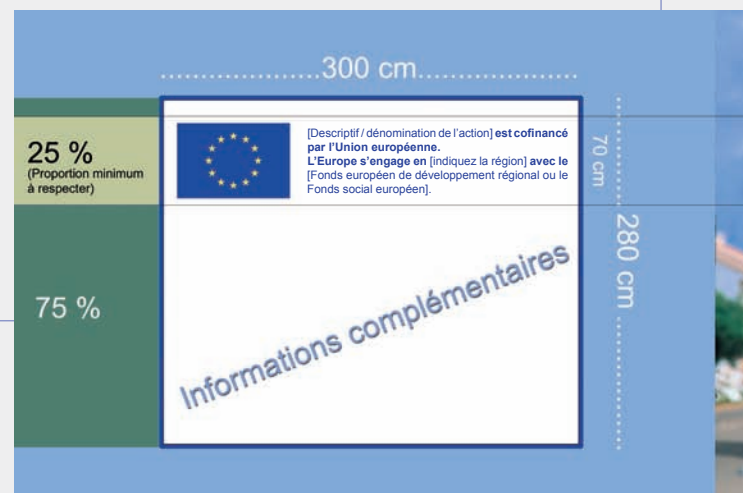 300 cm
25 %
(Proportion minimum
à respecter)
[Descriptif / dénomination de l'action] est cofinancé
par l'Union européenne.
L'Europe s'engage en [indiquez la région] avec le
[Fonds européen de développement régional ou le
Fonds social européen].
70 cm
280 cm
75 %
Informations complémentaires